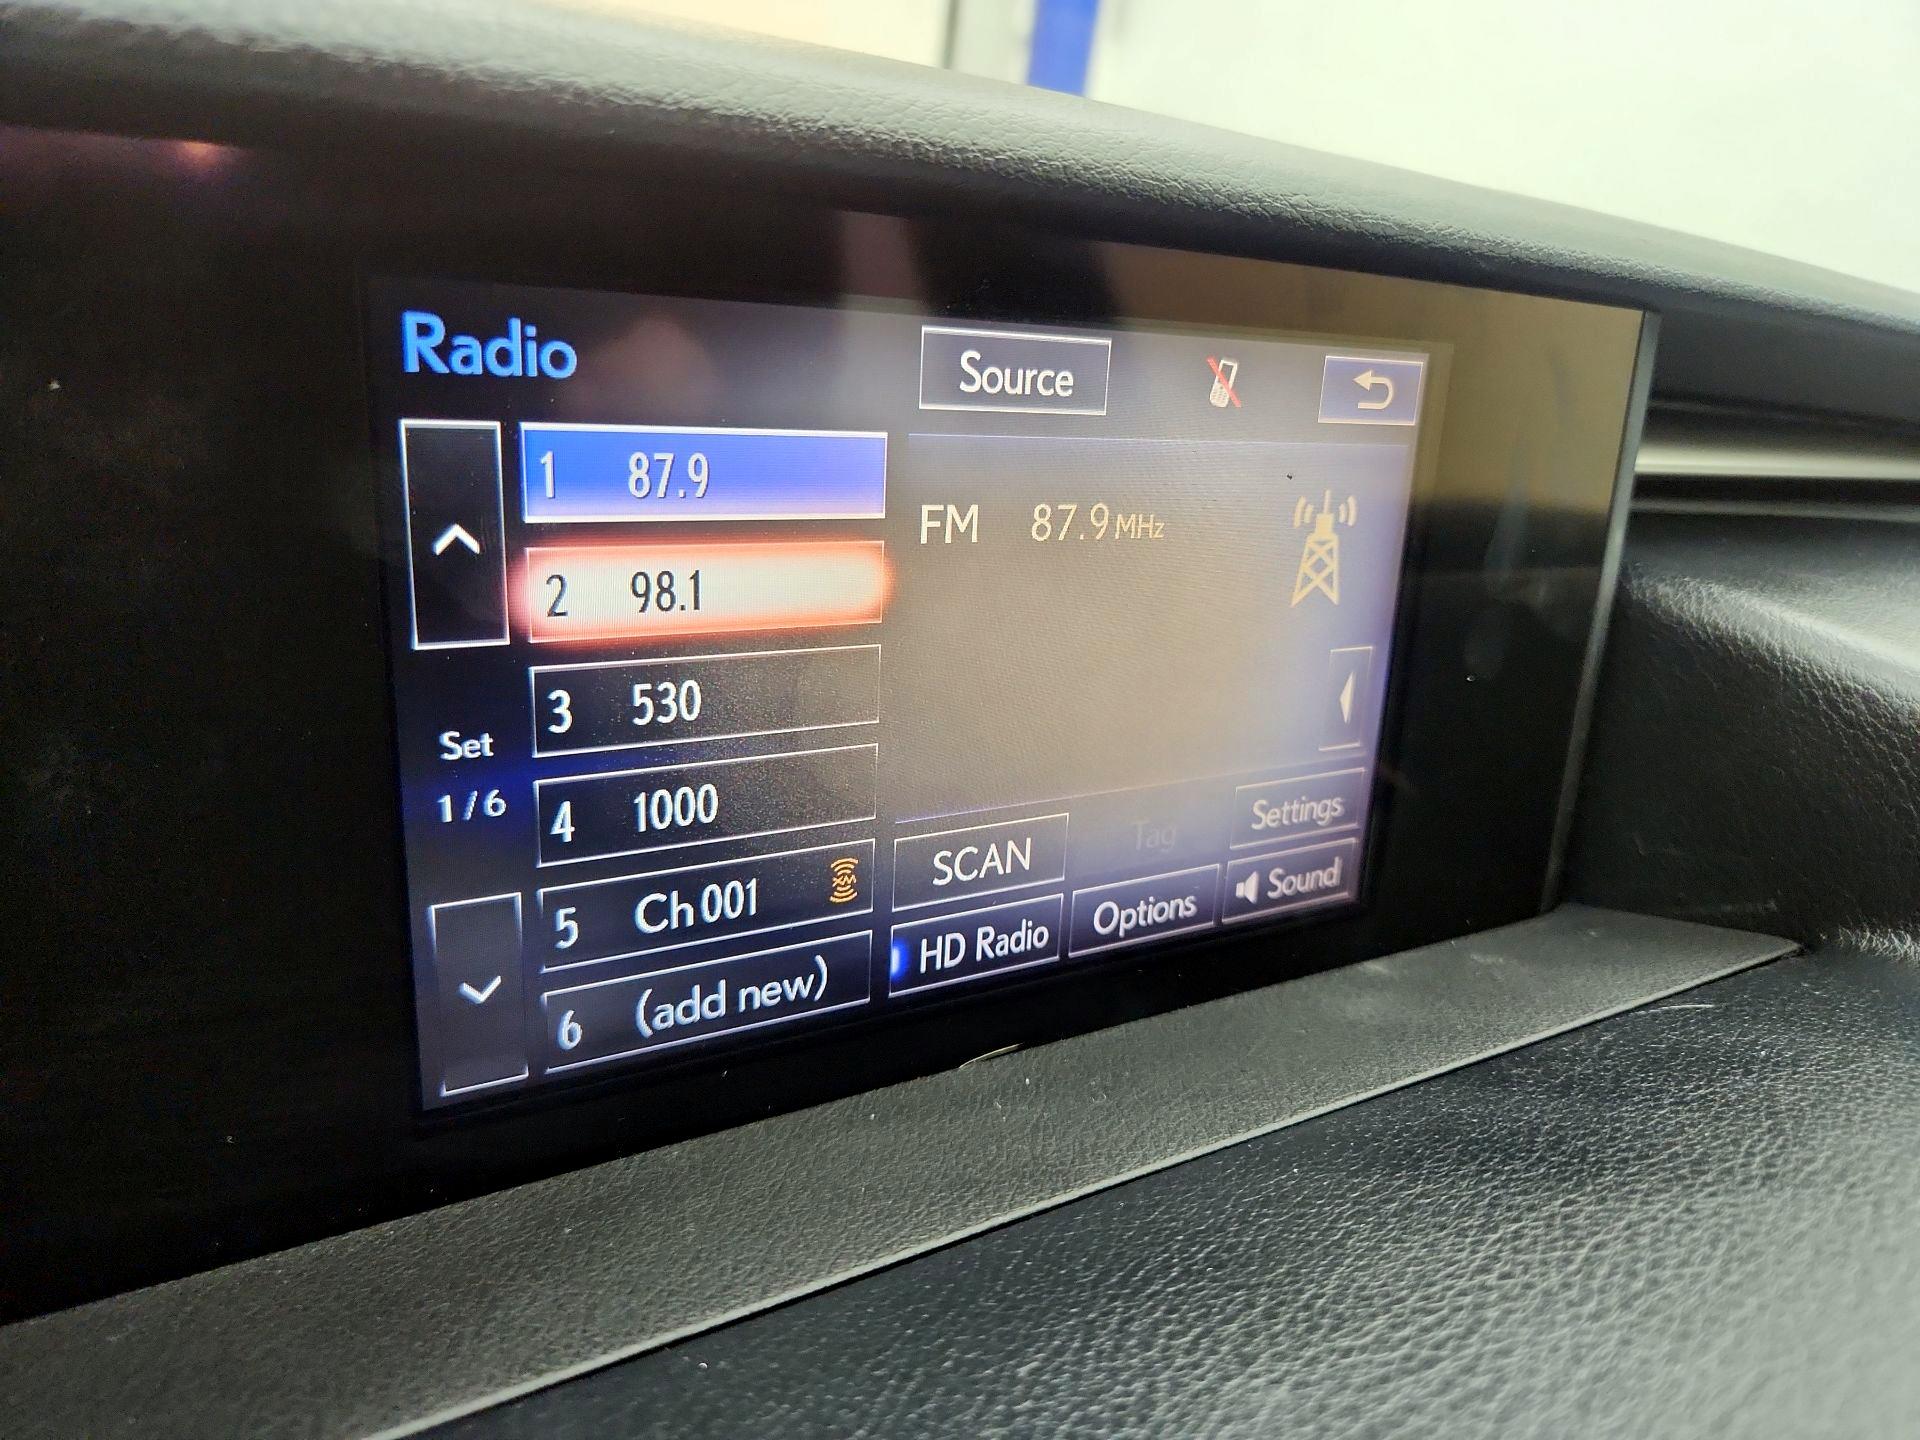 Radio
Source
1 87.9
FM 87.9 MHz
2 98.1
3 530
Set
1/6
4 1000
5 Ch 001 XM
6 (add new)
SCAN
Tag
Settings
HD Radio
Options
Sound